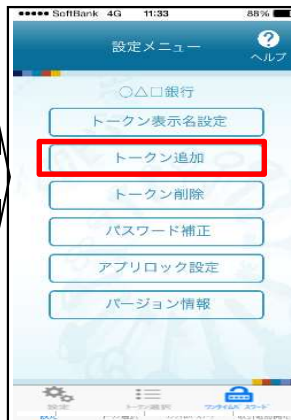 SoftBank 4G 11:33 88%
設定メニュー
?
ヘルプ
〇△□銀行
トークン表示名設定
トークン追加
トークン削除
パスワード補正
アプリロック設定
バージョン情報
設定 トークン選択 ワンタイムパスワード